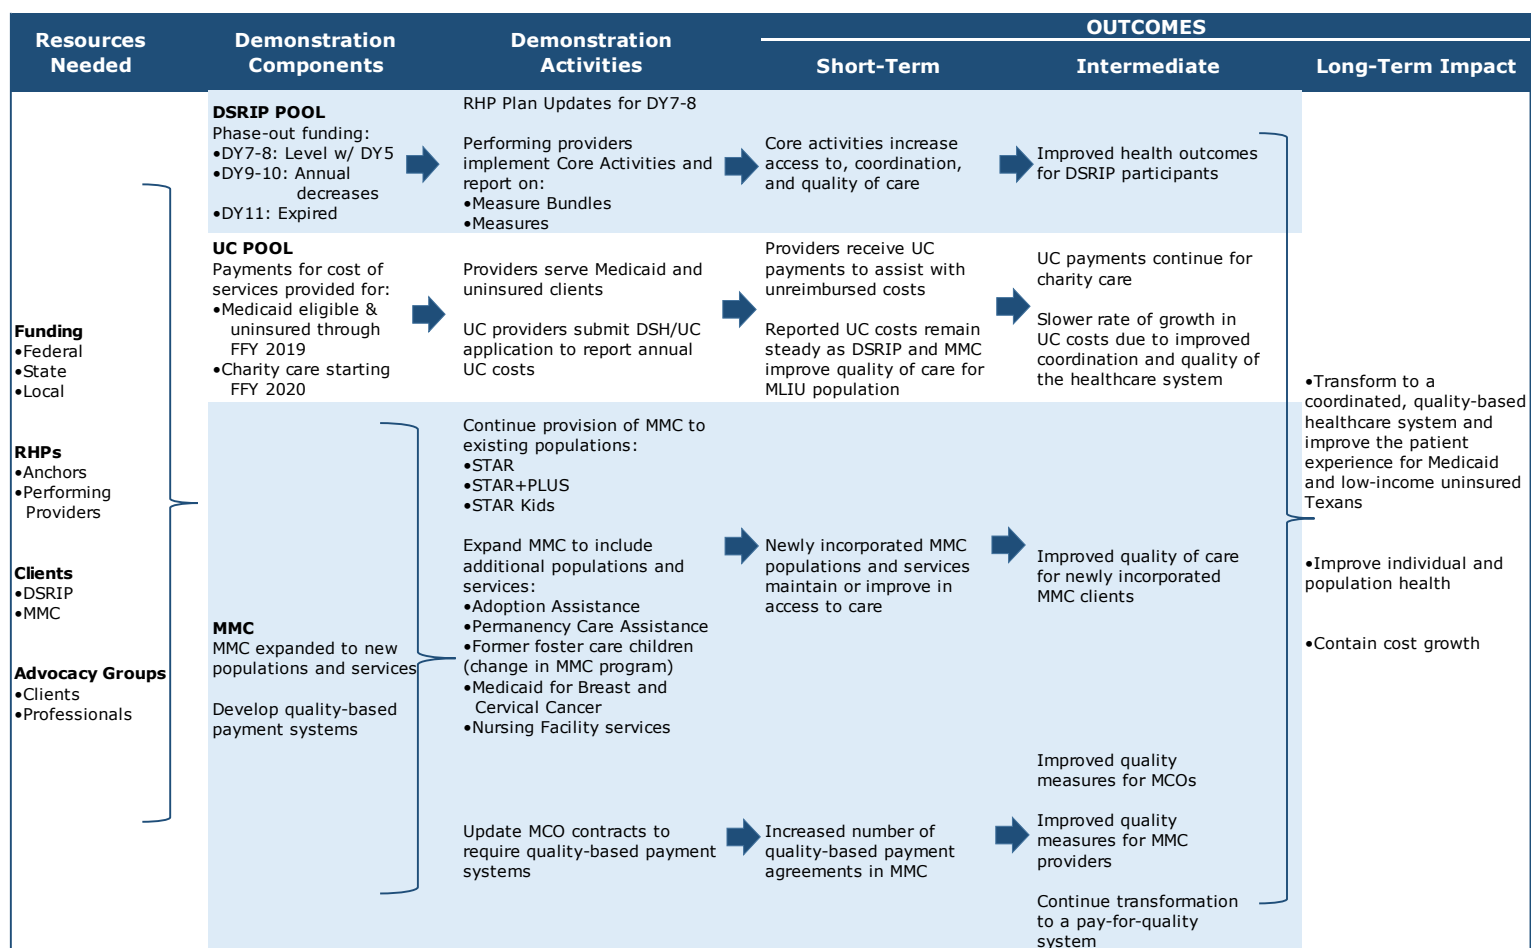 Resources
Needed
Demonstration
Components
Demonstration
Activities
OUTCOMES
Short-Term
Intermediate
Long-Term Impact
Funding
•Federal
•State
•Local
RHPs
•Anchors
•Performing
Providers
Clients
•DSRIP
•MMC
Advocacy Groups
•Clients
•Professionals
DSRIP POOL
Phase-out funding:
•DY7-8: Level w/ DY5
•DY9-10: Annual
decreases
•DY11: Expired
RHP Plan Updates for DY7-8
Performing providers
implement Core Activities and
report on:
•Measure Bundles
•Measures
Core activities increase
access to, coordination,
and quality of care
Improved health outcomes
for DSRIP participants
UC POOL
Payments for cost of
services provided for:
•Medicaid eligible &
uninsured through
FFY 2019
•Charity care starting
FFY 2020
Providers serve Medicaid and
uninsured clients
UC providers submit DSH/UC
application to report annual
UC costs
Providers receive UC
payments to assist with
unreimbursed costs
Reported UC costs remain
steady as DSRIP and MMC
improve quality of care for
MLIU population
UC payments continue for
charity care
Slower rate of growth in
UC costs due to improved
coordination and quality of
the healthcare system
MMC
MMC expanded to new
populations and services
Develop quality-based
payment systems
Continue provision of MMC to
existing populations:
•STAR
•STAR+PLUS
•STAR Kids
Expand MMC to include
additional populations and
services:
•Adoption Assistance
•Permanency Care Assistance
•Former foster care children
(change in MMC program)
•Medicaid for Breast and
Cervical Cancer
•Nursing Facility services
Newly incorporated MMC
populations and services
maintain or improve in
access to care
Improved quality of care
for newly incorporated
MMC clients
Update MCO contracts to
require quality-based payment
systems
Increased number of
quality-based payment
agreements in MMC
Improved quality
measures for MCOs
Improved quality
measures for MMC
providers
Continue transformation
to a pay-for-quality
system
•Transform to a
coordinated, quality-based
healthcare system and
improve the patient
experience for Medicaid
and low-income uninsured
Texans
•Improve individual and
population health
•Contain cost growth